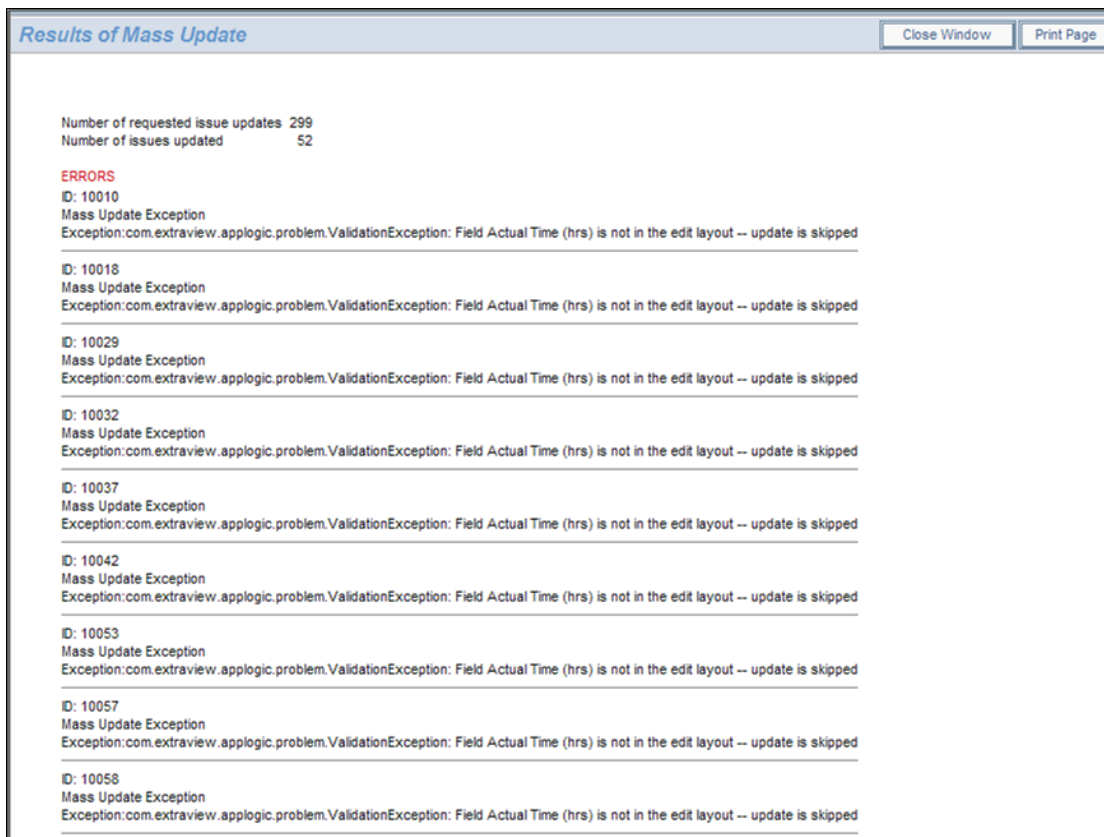 Results of Mass Update
Close Window
Print Page
Number of requested issue updates 299
Number of issues updated 52
ERRORS
ID: 10010
Mass Update Exception
Exception:com.extraview.applogic.problem.ValidationException: Field Actual Time (hrs) is not in the edit layout -- update is skipped
ID: 10018
Mass Update Exception
Exception:com.extraview.applogic.problem.ValidationException: Field Actual Time (hrs) is not in the edit layout -- update is skipped
ID: 10029
Mass Update Exception
Exception:com.extraview.applogic.problem.ValidationException: Field Actual Time (hrs) is not in the edit layout -- update is skipped
ID: 10032
Mass Update Exception
Exception:com.extraview.applogic.problem.ValidationException: Field Actual Time (hrs) is not in the edit layout -- update is skipped
ID: 10037
Mass Update Exception
Exception:com.extraview.applogic.problem.ValidationException: Field Actual Time (hrs) is not in the edit layout -- update is skipped
ID: 10042
Mass Update Exception
Exception:com.extraview.applogic.problem.ValidationException: Field Actual Time (hrs) is not in the edit layout -- update is skipped
ID: 10053
Mass Update Exception
Exception:com.extraview.applogic.problem.ValidationException: Field Actual Time (hrs) is not in the edit layout -- update is skipped
ID: 10057
Mass Update Exception
Exception:com.extraview.applogic.problem.ValidationException: Field Actual Time (hrs) is not in the edit layout -- update is skipped
ID: 10058
Mass Update Exception
Exception:com.extraview.applogic.problem.ValidationException: Field Actual Time (hrs) is not in the edit layout -- update is skipped